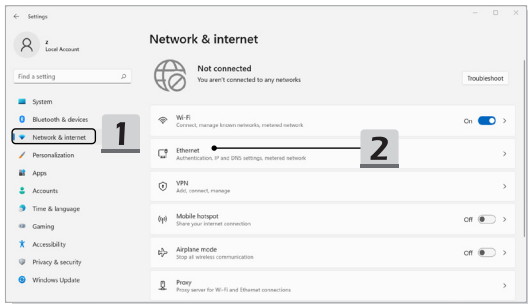 Settings
z
Local Account
Find a setting
System
Bluetooth & devices
Network & internet
Personalization
Apps
Accounts
Time & language
Gaming
Accessibility
Privacy & security
Windows Update
1
Network & internet
Not connected
You aren't connected to any networks
Troubleshoot
Wi-Fi
Connect, manage known networks, metered network
On
Ethernet
Authentication, IP and DNS settings, metered network
2
VPN
Add, connect, manage
Mobile hotspot
Share your internet connection
Off
Airplane mode
Stop all wireless communication
Off
Proxy
Proxy server for Wi-Fi and Ethernet connections